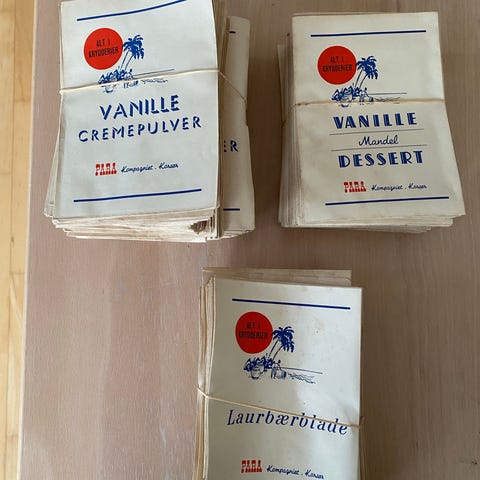 ALT I
KRYDDERIER
VANILLE
CREMEPULVER
PARA Kompagniet . Korsør
ER
ALT I
KRYDDERIER
VANILLE
Mandel
DESSERT
PARA Kompagniet . Korsør
ALT I
KRYDDERIER
Laurbærblade
PARA Kompagniet . Korsør